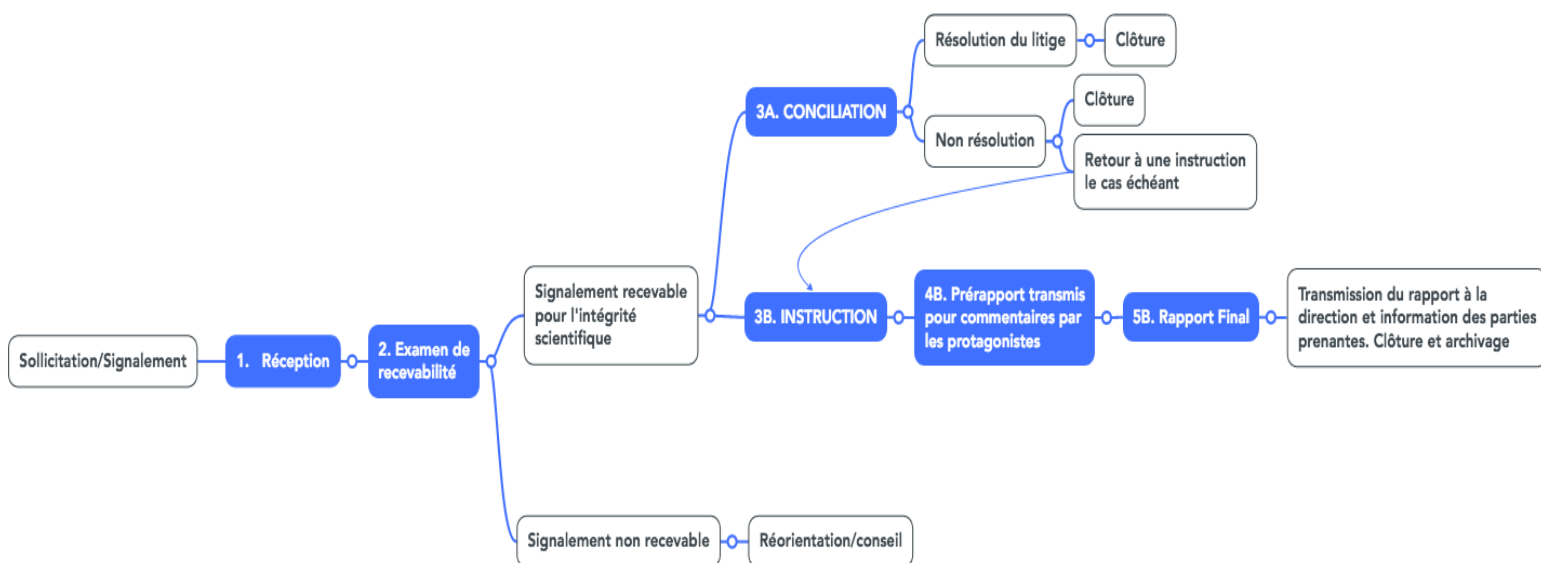 Sollicitation/Signalement
1. Réception
2. Examen de
recevabilité
Signalement recevable
pour l'intégrité
scientifique
3A. CONCILIATION
Résolution du litige
Clôture
Non résolution
Clôture
Retour à une instruction
le cas échéant
3B. INSTRUCTION
4B. Prérapport transmis
pour commentaires par
les protagonistes
5B. Rapport Final
Transmission du rapport à la
direction et information des parties
prenantes. Clôture et archivage
Signalement non recevable
Réorientation/conseil